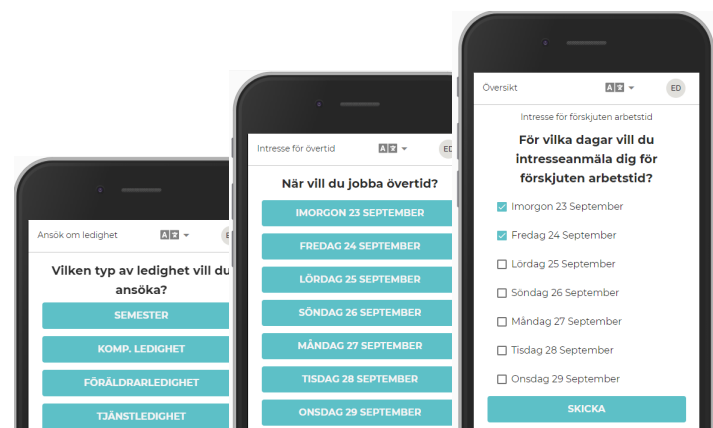 Ansök om ledighet
Vilken typ av ledighet vill du
ansöka?
SEMESTER
KOMP. LEDIGHET
FÖRÄLDRARLEDIGHET
TJÄNSTLEDIGHET
Intresse för övertid
ED
När vill du jobba övertid?
IMORGON 23 SEPTEMBER
FREDAG 24 SEPTEMBER
LÖRDAG 25 SEPTEMBER
SÖNDAG 26 SEPTEMBER
MÅNDAG 27 SEPTEMBER
TISDAG 28 SEPTEMBER
ONSDAG 29 SEPTEMBER
Översikt
ED
Intresse för förskjuten arbetstid
För vilka dagar vill du
intresseanmäla dig för
förskjuten arbetstid?
Imorgon 23 September
Fredag 24 September
Lördag 25 September
Söndag 26 September
Måndag 27 September
Tisdag 28 September
Onsdag 29 September
SKICKA